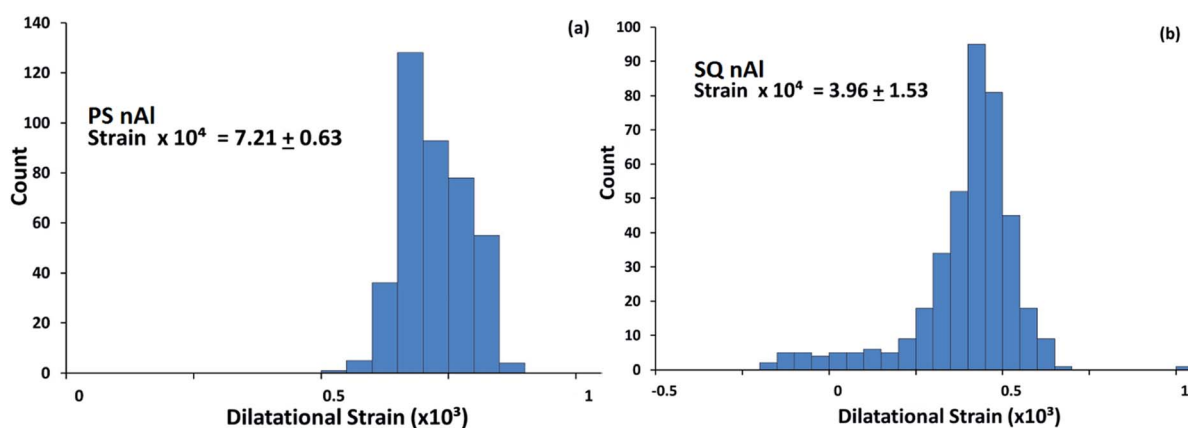 (a)
140
120
100
80
60
40
20
0
Count
PS nAl
Strain x 10⁴ = 7.21 ± 0.63
0 0.5 1
Dilatational Strain (x10³)
(b)
100
90
80
70
60
50
40
30
20
10
0
Count
SQ nAl
Strain x 10⁴ = 3.96 ± 1.53
-0.5 0 0.5 1
Dilatational Strain (x10³)